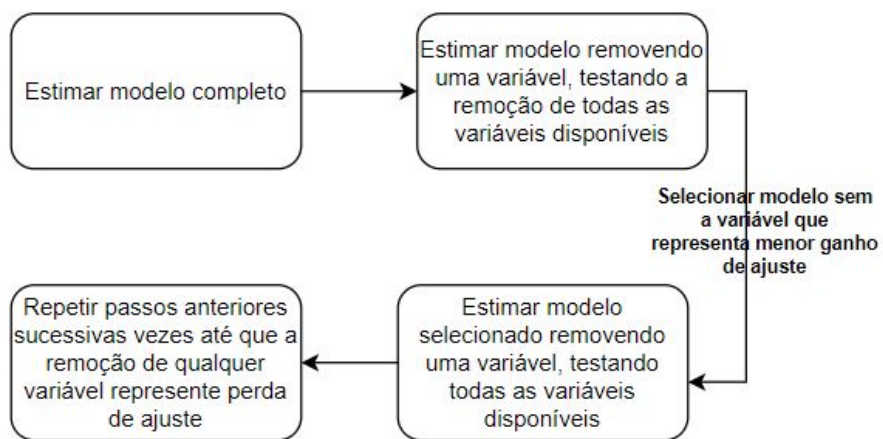 Estimar modelo completo
Estimar modelo removendo
uma variável, testando a
remoção de todas as
variáveis disponíveis
Selecionar modelo sem
a variável que
representa menor ganho
de ajuste
Estimar modelo
selecionado removendo
uma variável, testando
todas as variáveis
disponíveis
Repetir passos anteriores
sucessivas vezes até que a
remoção de qualquer
variável represente perda
de ajuste